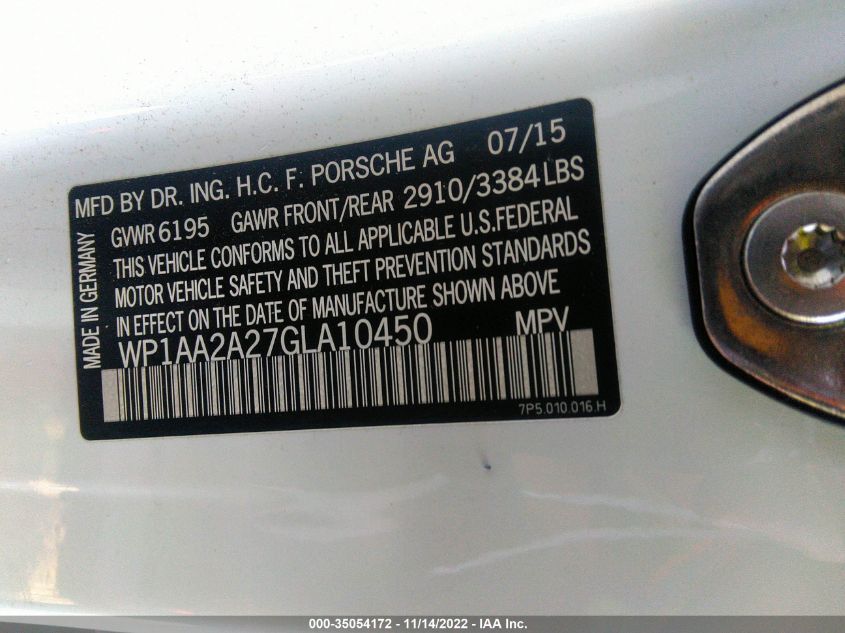 MFD BY DR. ING. H.C. F. PORSCHE AG 07/15
GVWR 6195 GAWR FRONT/REAR 2910/3384 LBS
THIS VEHICLE CONFORMS TO ALL APPLICABLE U.S.FEDERAL
MOTOR VEHICLE SAFETY AND THEFT PREVENTION STANDARDS
IN EFFECT ON THE DATE OF MANUFACTURE SHOWN ABOVE
WP1AA2A27GLA10450 MPV
MADE IN GERMANY
7P5.010.016.H
000-35054172 - 11/14/2022 - IAA Inc.